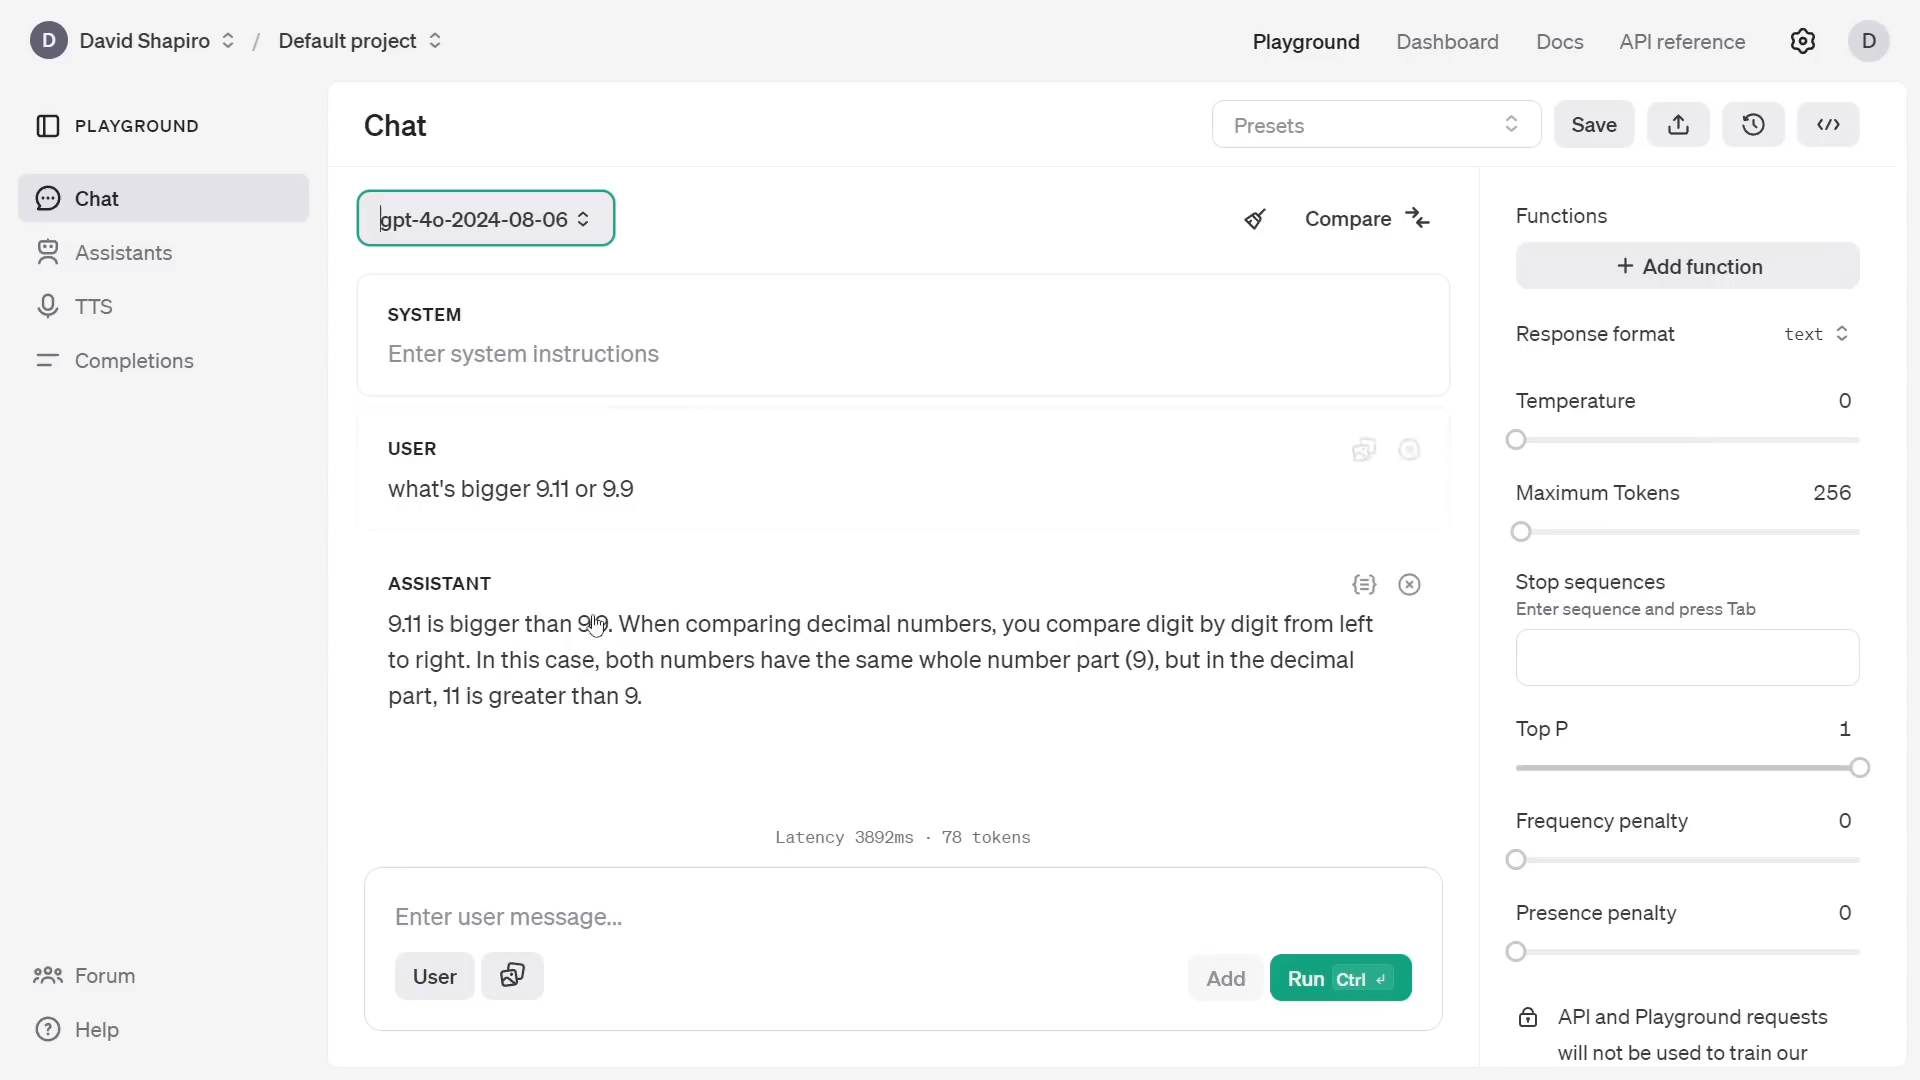 D David Shapiro / Default project
Playground Dashboard Docs API reference D
PLAYGROUND
Chat
Assistants
TTS
Completions
Forum
Help
Chat
Presets
Save
gpt-4o-2024-08-06
Compare
SYSTEM
Enter system instructions
USER
what's bigger 9.11 or 9.9
ASSISTANT
9.11 is bigger than 9.9. When comparing decimal numbers, you compare digit by digit from left
to right. In this case, both numbers have the same whole number part (9), but in the decimal
part, 11 is greater than 9.
Latency 3892ms · 78 tokens
Enter user message...
User
Add
Run Ctrl ↵
Functions
+ Add function
Response format text
Temperature 0
Maximum Tokens 256
Stop sequences
Enter sequence and press Tab
Top P 1
Frequency penalty 0
Presence penalty 0
API and Playground requests
will not be used to train our